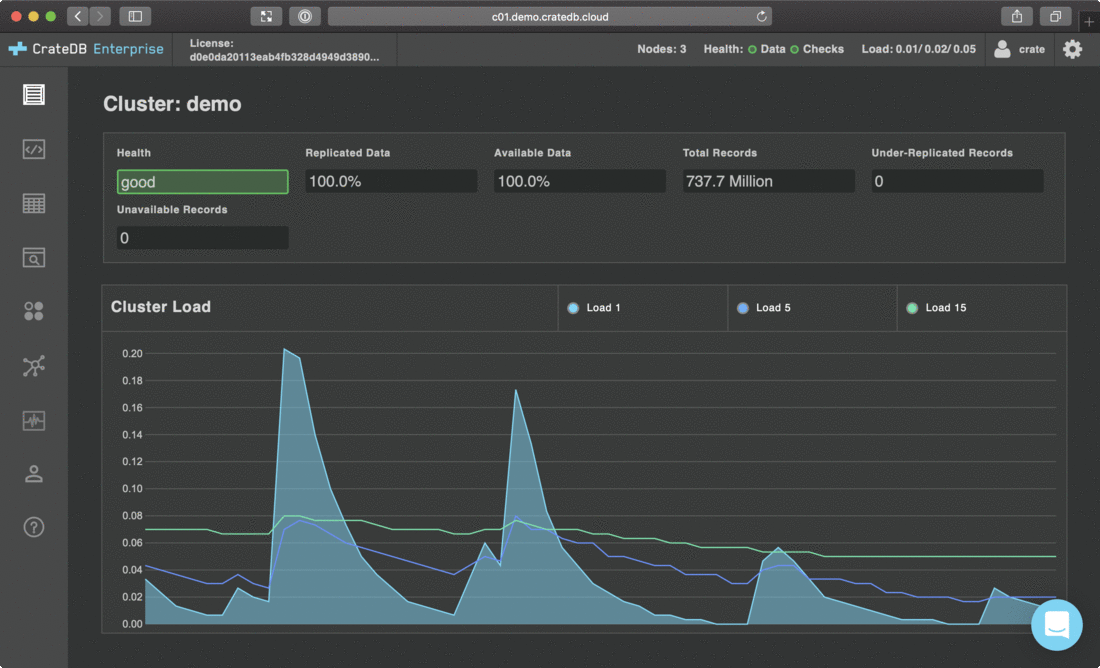 c01.demo.cratedb.cloud
CrateDB Enterprise
License:
d0e0da20113eab4fb328d4949d3890...
Nodes: 3 Health: Data Checks Load: 0.01/ 0.02/ 0.05 crate
Cluster: demo
Health Replicated Data Available Data Total Records Under-Replicated Records
good 100.0% 100.0% 737.7 Million 0
Unavailable Records
0
Cluster Load Load 1 Load 5 Load 15
0.20
0.18
0.16
0.14
0.12
0.10
0.08
0.06
0.04
0.02
0.00